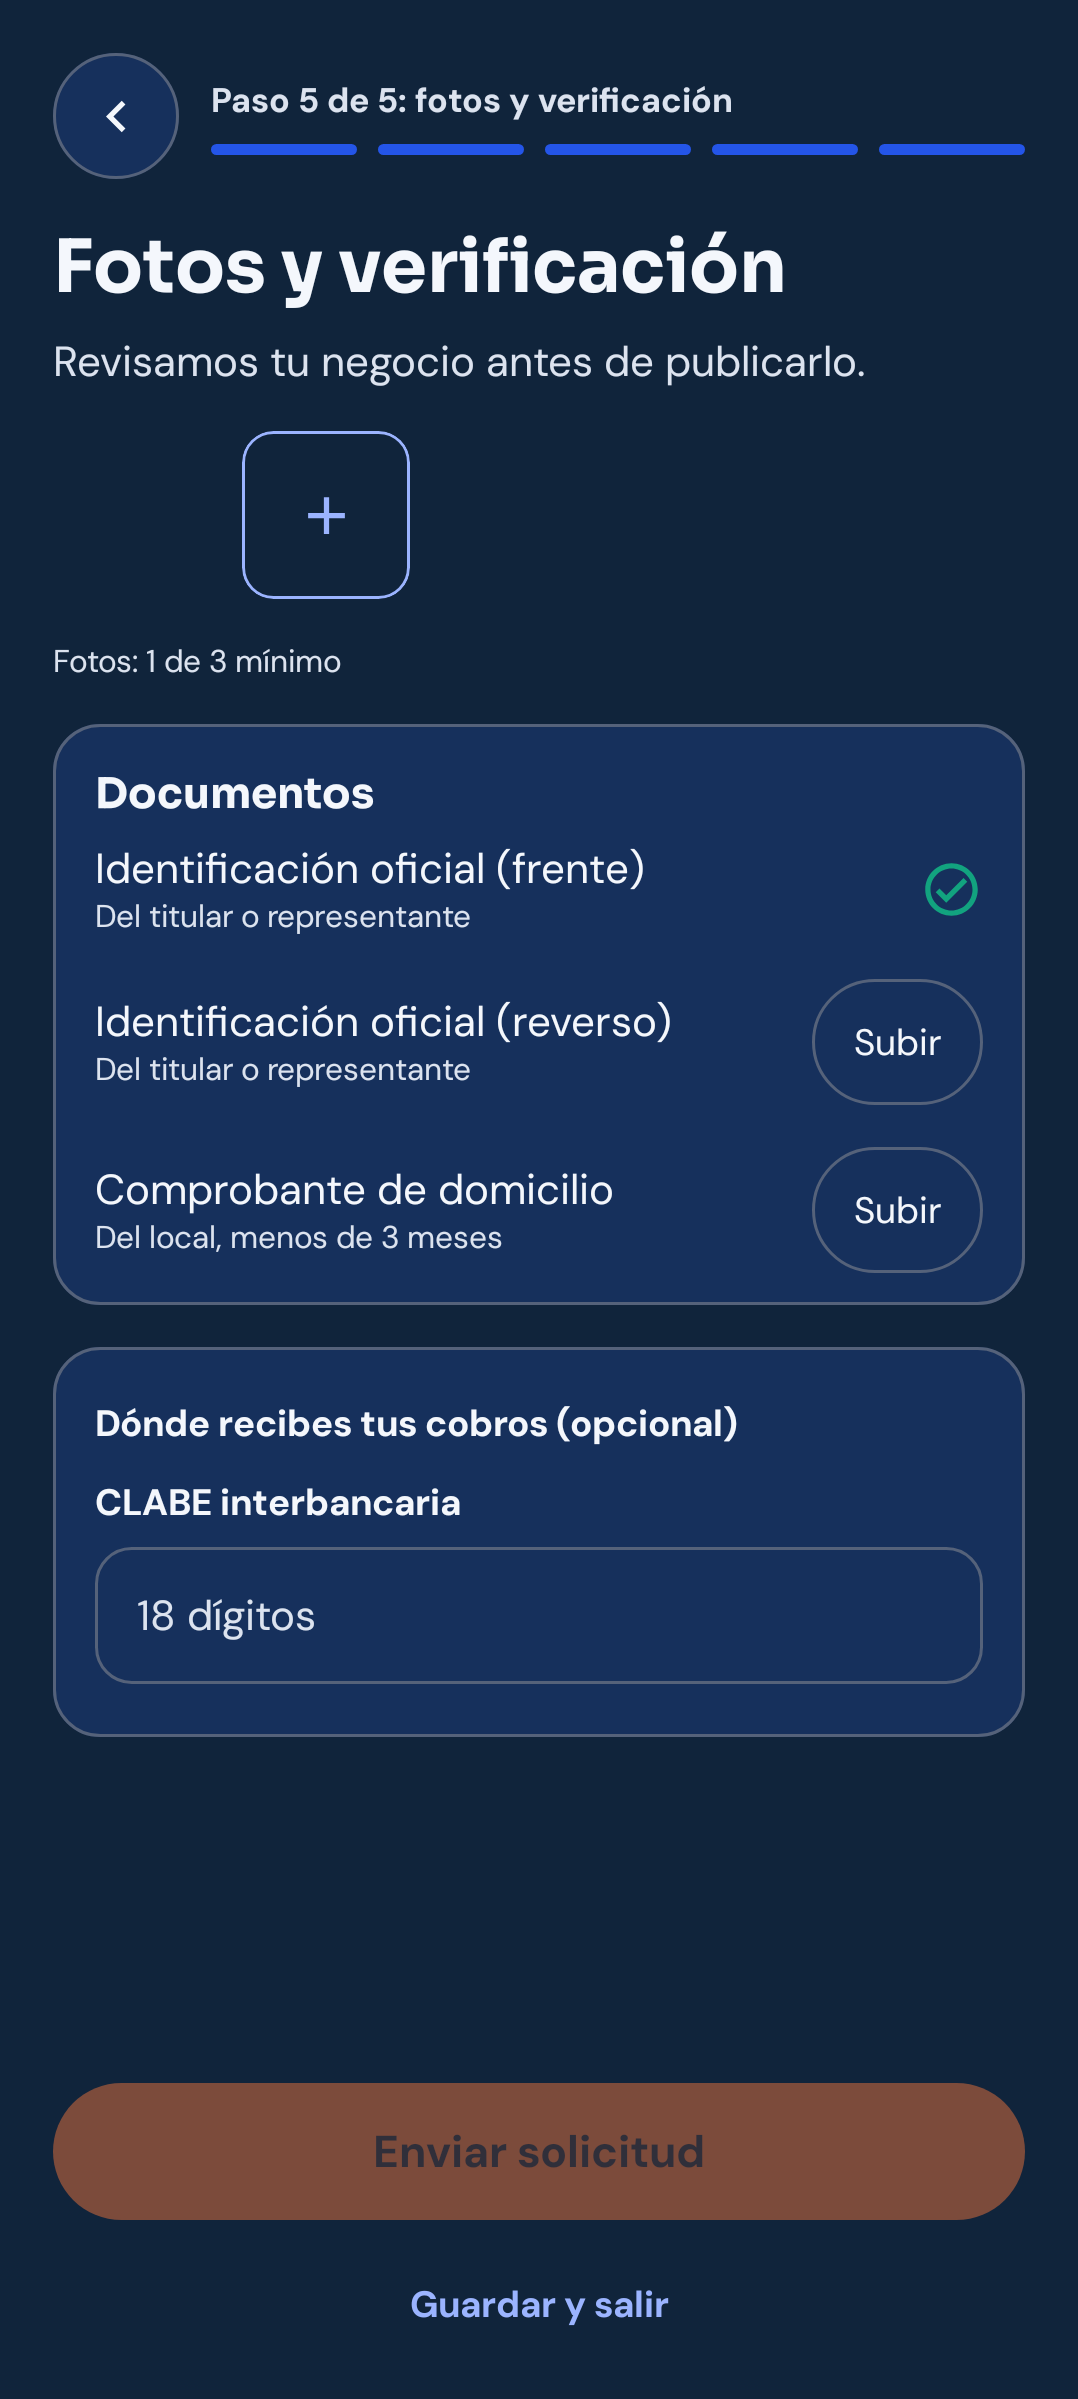 Paso 5 de 5: fotos y verificación
Fotos y verificación
Revisamos tu negocio antes de publicarlo.
+
Fotos: 1 de 3 mínimo
Documentos
Identificación oficial (frente)
Del titular o representante
Identificación oficial (reverso)
Del titular o representante
Subir
Comprobante de domicilio
Del local, menos de 3 meses
Subir
Dónde recibes tus cobros (opcional)
CLABE interbancaria
18 dígitos
Enviar solicitud
Guardar y salir